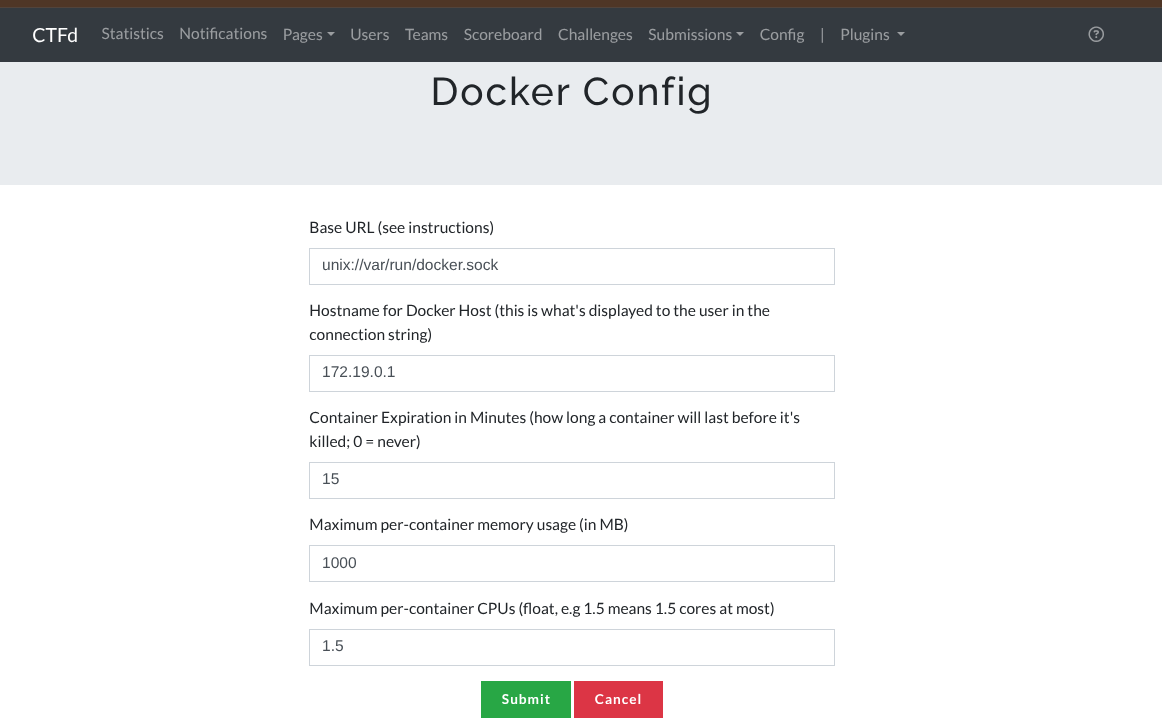 CTFd Statistics Notifications Pages Users Teams Scoreboard Challenges Submissions Config | Plugins
Docker Config
Base URL (see instructions)
unix://var/run/docker.sock
Hostname for Docker Host (this is what's displayed to the user in the
connection string)
172.19.0.1
Container Expiration in Minutes (how long a container will last before it's
killed; 0 = never)
15
Maximum per-container memory usage (in MB)
1000
Maximum per-container CPUs (float, e.g 1.5 means 1.5 cores at most)
1.5
Submit Cancel